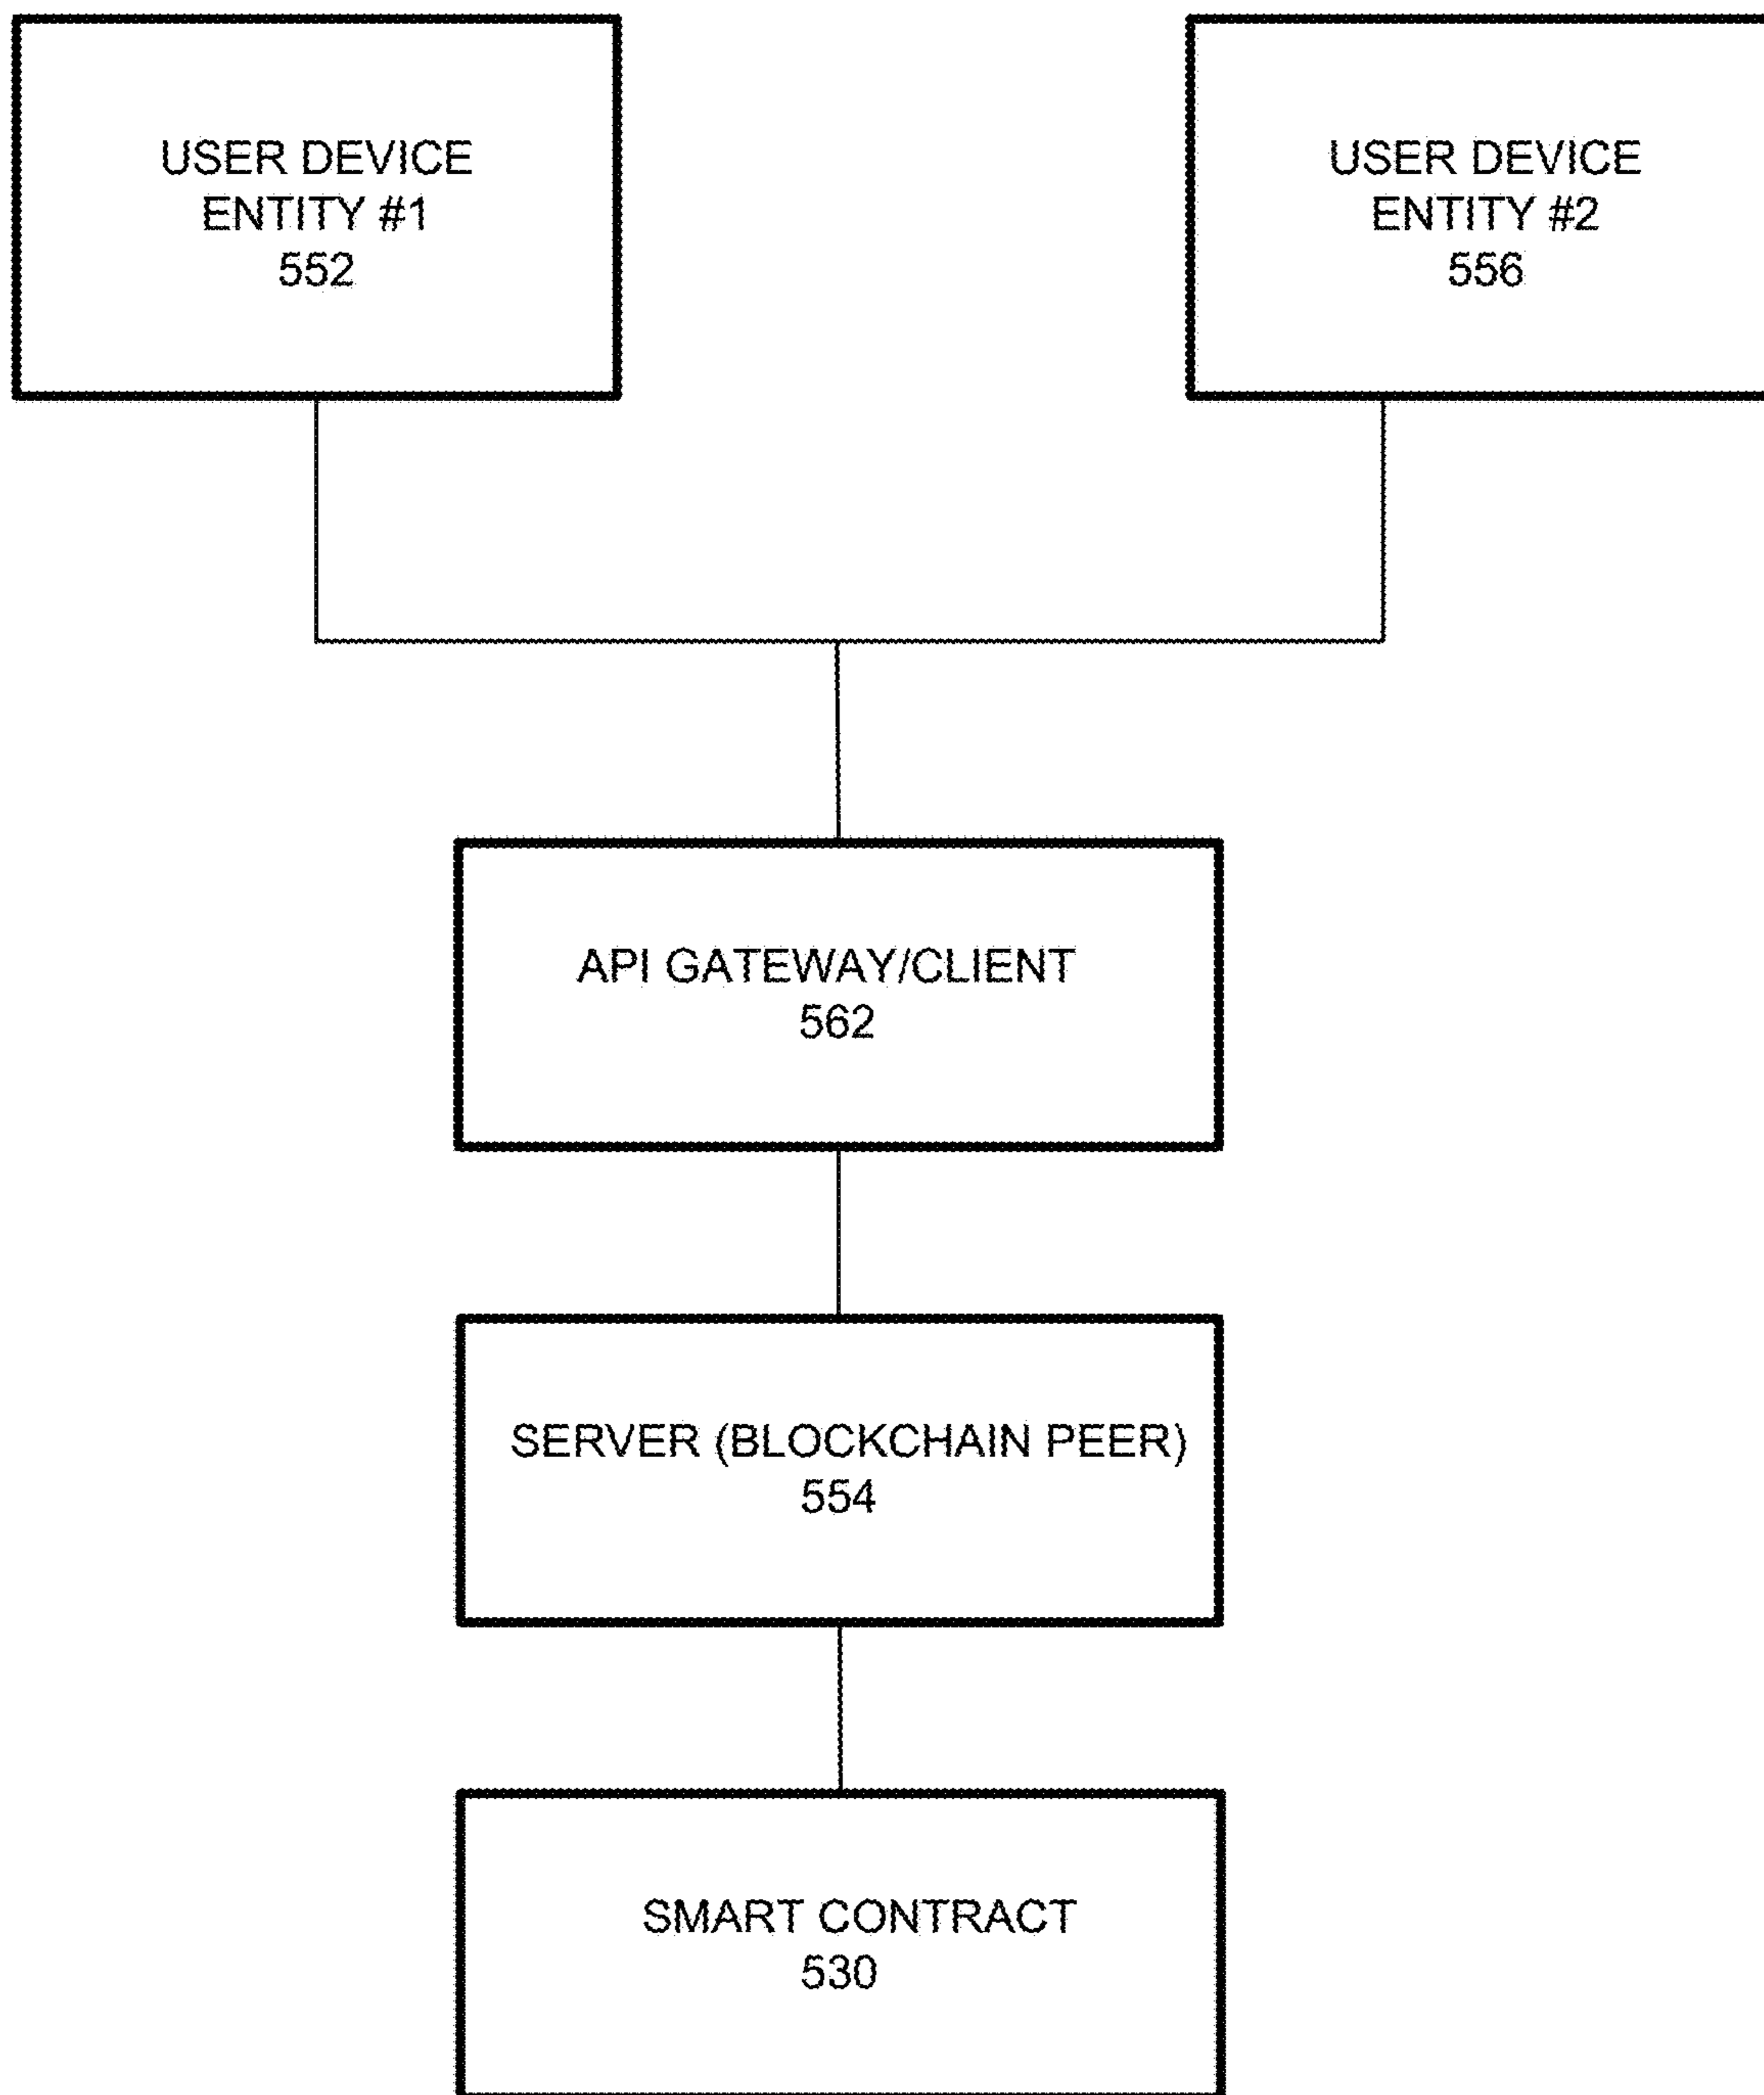 USER DEVICE
ENTITY #1
552
USER DEVICE
ENTITY #2
556
API GATEWAY/CLIENT
562
SERVER (BLOCKCHAIN PEER)
554
SMART CONTRACT
530